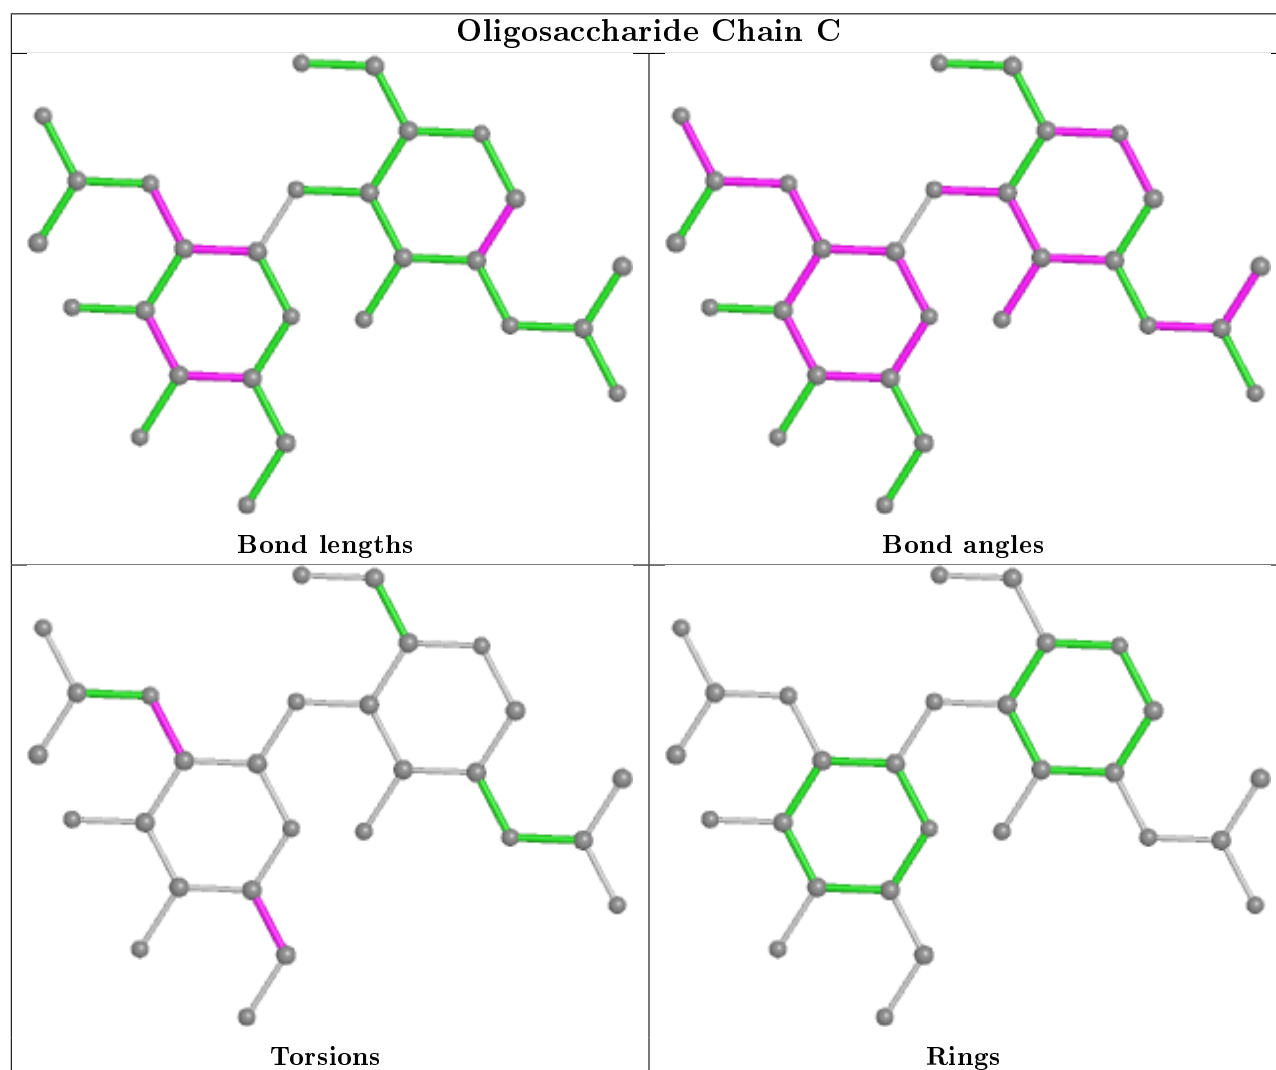 Oligosaccharide Chain C
Bond lengths
Bond angles
Torsions
Rings